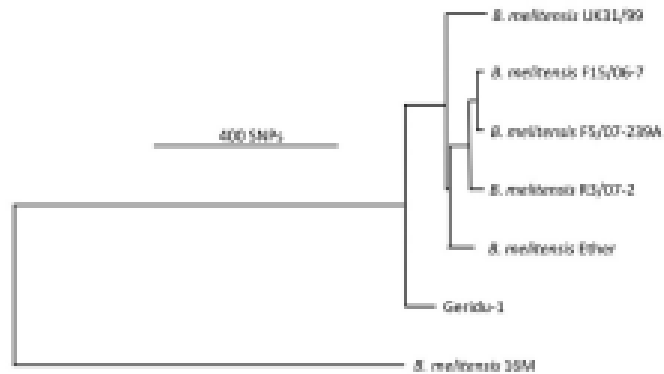 B. melitensis UK31/99
B. melitensis F15/06-7
400 SNPs
B. melitensis F5/07-239A
B. melitensis R3/07-2
B. melitensis Ether
Geridu-1
B. melitensis 16M